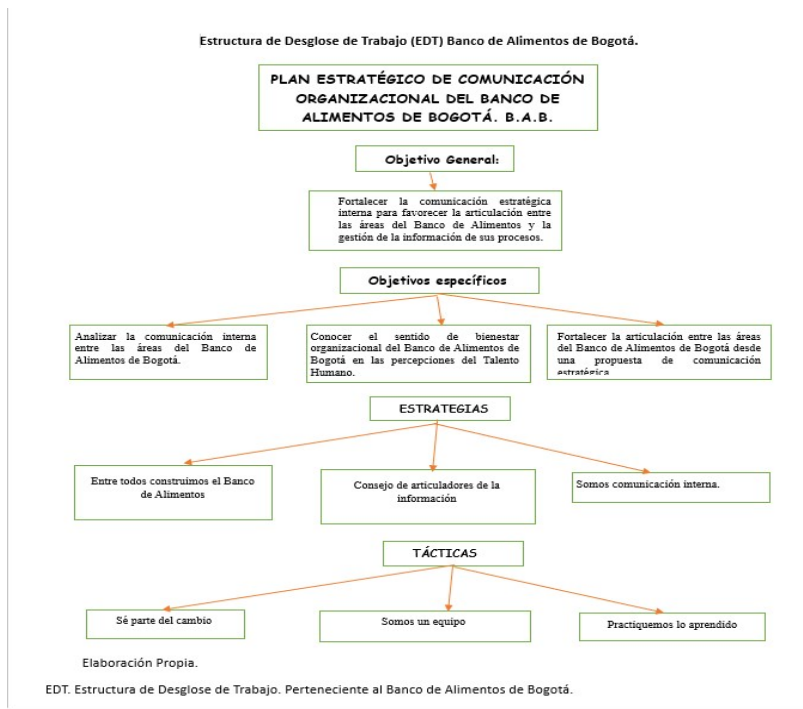 Estructura de Desglose de Trabajo (EDT) Banco de Alimentos de Bogotá.
PLAN ESTRATÉGICO DE COMUNICACIÓN
ORGANIZACIONAL DEL BANCO DE
ALIMENTOS DE BOGOTÁ. B.A.B.
Objetivo General:
Fortalecer la comunicación estratégica
interna para favorecer la articulación entre
las áreas del Banco de Alimentos y la
gestión de la información de sus procesos.
Objetivos específicos
Analizar la comunicación interna
entre las áreas del Banco de
Alimentos de Bogotá.
Conocer el sentido de bienestar
organizacional del Banco de Alimentos de
Bogotá en las percepciones del Talento
Humano.
Fortalecer la articulación entre las áreas
del Banco de Alimentos de Bogotá desde
una propuesta de comunicación
estratégica
ESTRATEGIAS
Entre todos construimos el Banco
de Alimentos
Consejo de articuladores de la
información
Somos comunicación interna.
TÁCTICAS
Sé parte del cambio
Somos un equipo
Practiquemos lo aprendido
Elaboración Propia.
EDT. Estructura de Desglose de Trabajo. Perteneciente al Banco de Alimentos de Bogotá.